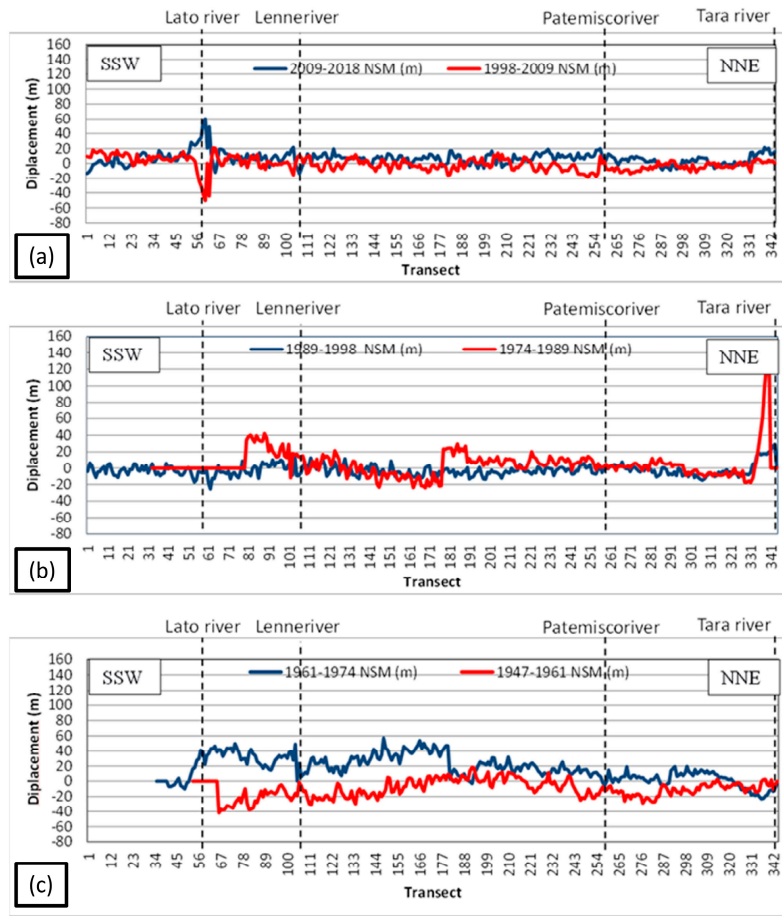 Lato river Lenneriver Patemiscoriver Tara river
160
140
120
100
80
60
40
20
0
-20
-40
-60
-80
Diplacement (m)
SSW
2009-2018 NSM (m) 1998-2009 NSM (m)
NNE
1 12 23 34 45 56 67 78 89 100 111 122 133 144 155 166 177 188 199 210 221 232 243 254 265 276 287 298 309 320 331 342
Transect
(a)
Lato river Lenneriver Patemiscoriver Tara river
160
140
120
100
80
60
40
20
0
-20
-40
-60
-80
Diplacement (m)
SSW
1989-1998 NSM (m) 1974-1989 NSM (m)
NNE
1 11 21 31 41 51 61 71 81 91 101 111 121 131 141 151 161 171 181 191 201 211 221 231 241 251 261 271 281 291 301 311 321 331 341
Transect
(b)
Lato river Lenneriver Patemiscoriver Tara river
160
140
120
100
80
60
40
20
0
-20
-40
-60
-80
Diplacement (m)
SSW
1961-1974 NSM (m) 1947-1961 NSM (m)
NNE
1 12 23 34 45 56 67 78 89 100 111 122 133 144 155 166 177 188 199 210 221 232 243 254 265 276 287 298 309 320 331 342
Transect
(c)